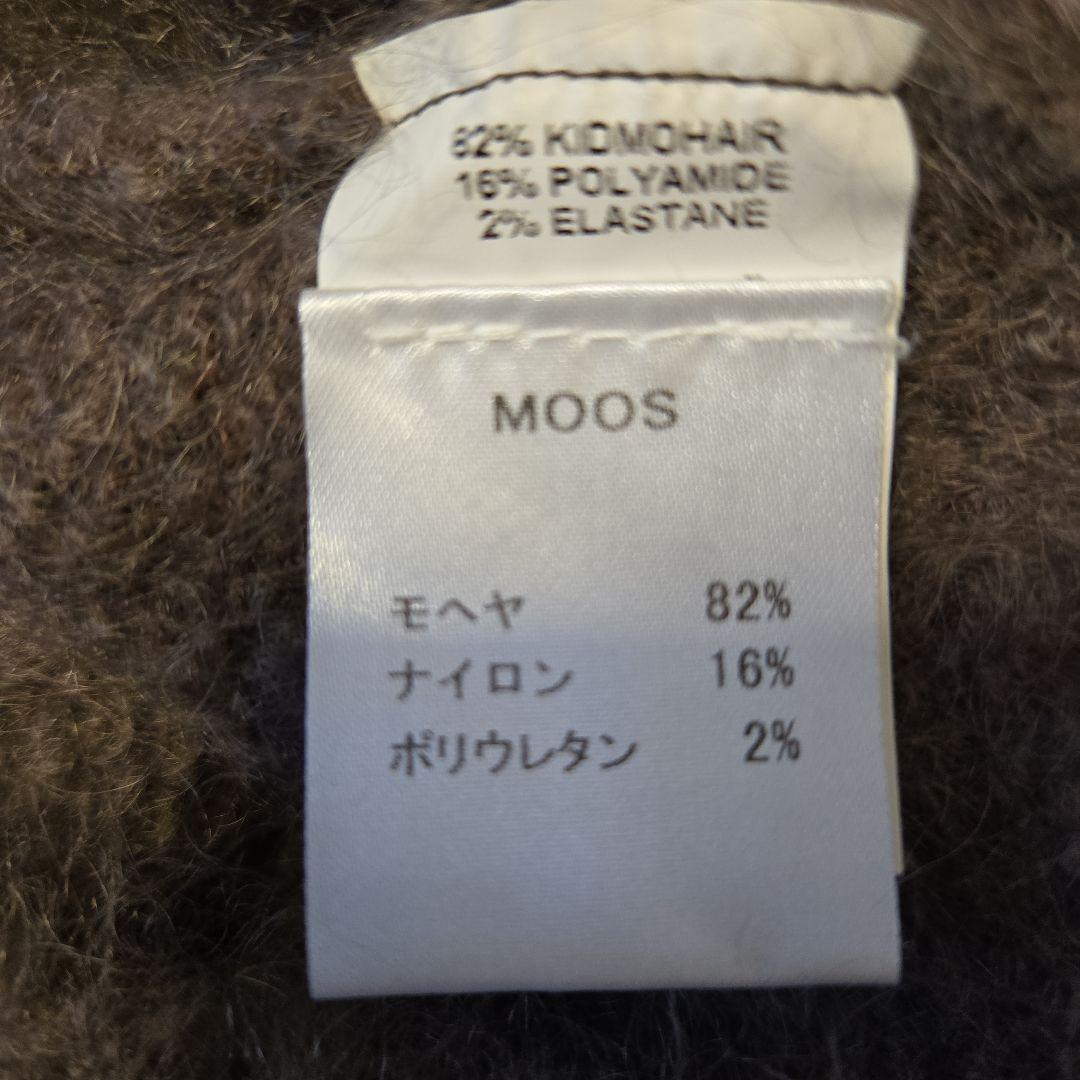 82% KIDMOHAIR
16% POLYAMIDE
2% ELASTANE
MOOS
モヘヤ 82%
ナイロン 16%
ポリウレタン 2%